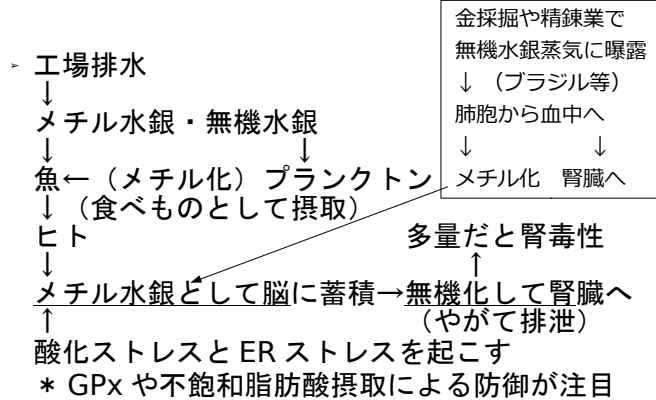 金採掘や精錬業で
無機水銀蒸気に曝露
↓ （ブラジル等）
肺胞から血中へ
↓ ↓
メチル化 腎臓へ
➢ 工場排水
↓
メチル水銀・無機水銀
↓ ↓
魚←（メチル化）プランクトン
↓（食べものとして摂取）
ヒト 多量だと腎毒性
↓ ↑
メチル水銀として脳に蓄積→無機化して腎臓へ
↑ （やがて排泄）
酸化ストレスと ER ストレスを起こす
＊ GPx や不飽和脂肪酸摂取による防御が注目